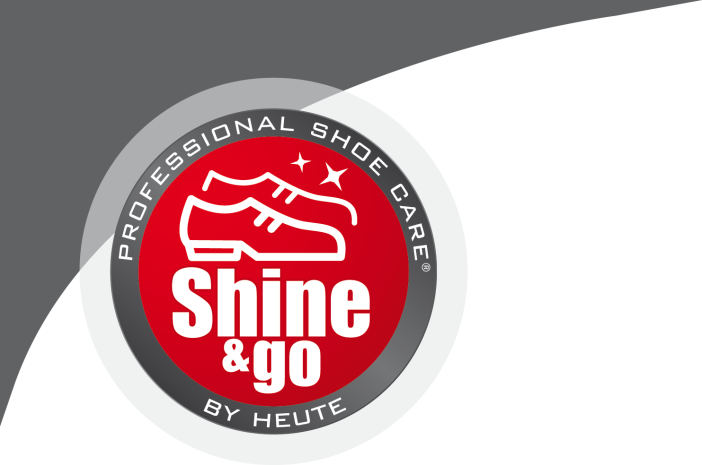 PROFESSIONAL SHOE CARE®
Shine
&go
BY HEUTE